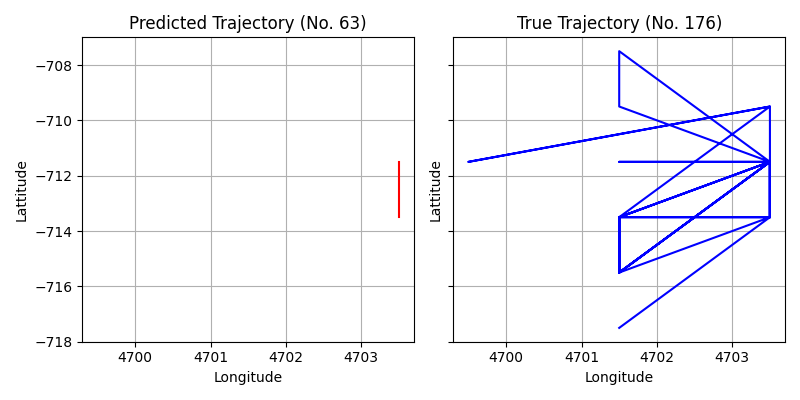 Predicted Trajectory (No. 63)
True Trajectory (No. 176)
Lattitude
−708
−710
−712
−714
−716
−718
4700
4701
4702
4703
Longitude
Lattitude
4700
4701
4702
4703
Longitude